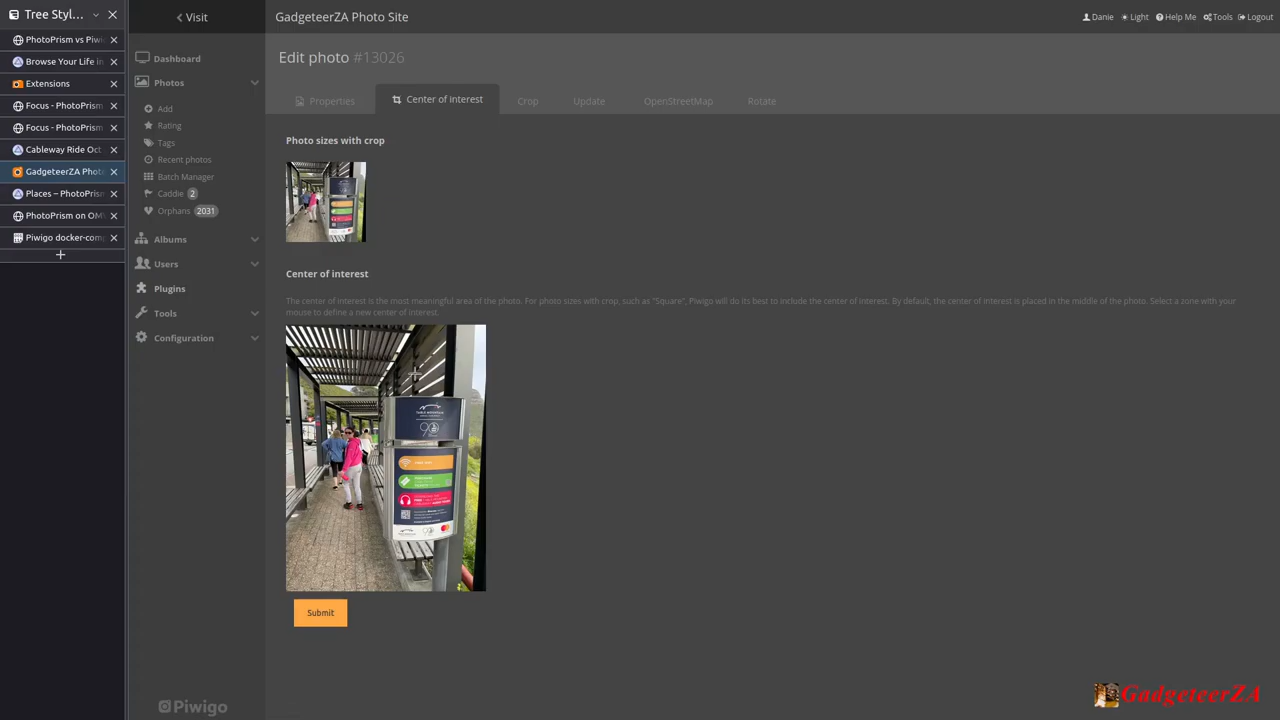 Tree Styl...
PhotoPrism vs Piwi
Browse Your Life in
Extensions
Focus - PhotoPrism
Focus - PhotoPrism
Cableway Ride Oct
GadgeteerZA Phot
Places – PhotoPrism
PhotoPrism on OMV
Piwigo docker-comp
Visit
GadgeteerZA Photo Site
Danie
Light
Help Me
Tools
Logout
Dashboard
Photos
Add
Rating
Tags
Recent photos
Batch Manager
Caddie 2
Orphans 2031
Albums
Users
Plugins
Tools
Configuration
Piwigo
Edit photo #13026
Properties
Center of interest
Crop
Update
OpenStreetMap
Rotate
Photo sizes with crop
Center of interest
The center of interest is the most meaningful area of the photo. For photo sizes with crop, such as "Square", Piwigo will do its best to include the center of interest. By default, the center of interest is placed in the middle of the photo. Select a zone with your
mouse to define a new center of interest
90
Submit
GadgeteerZA